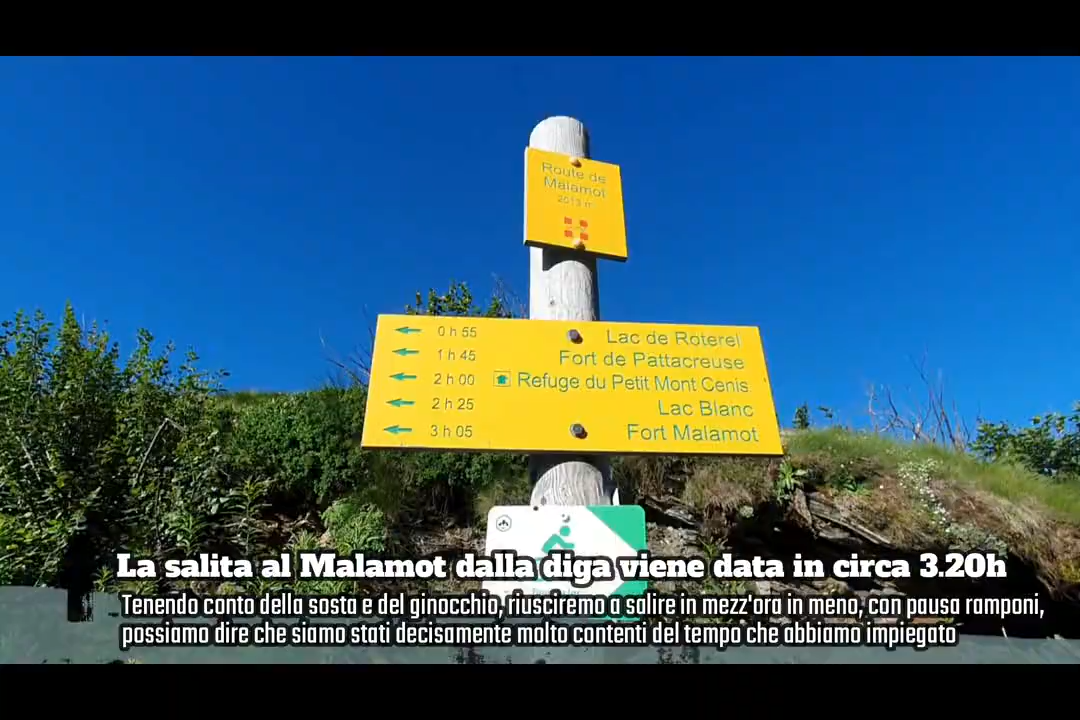 Route de
Malamot
2013 m
0 h 55 Lac de Roterel
1 h 45 Fort de Pattacreuse
2 h 00 Refuge du Petit Mont Cenis
2 h 25 Lac Blanc
3 h 05 Fort Malamot
La salita al Malamot dalla diga viene data in circa 3.20h
Tenendo conto della sosta e del ginocchio, riusciremo a salire in mezz'ora in meno, con pausa ramponi,
possiamo dire che siamo stati decisamente molto contenti del tempo che abbiamo impiegato